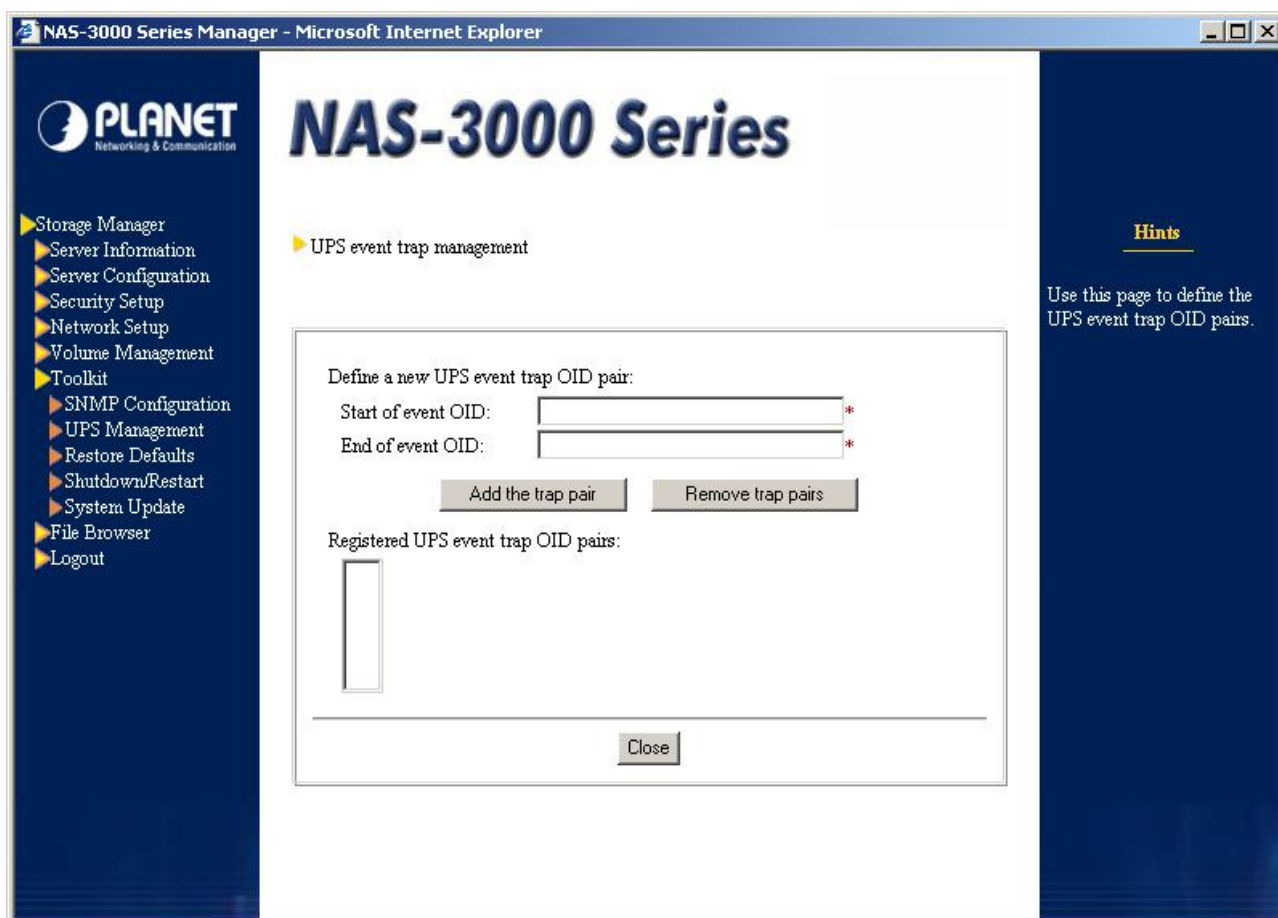 NAS-3000 Series Manager - Microsoft Internet Explorer
PLANET
Networking & Communication
NAS-3000 Series
Storage Manager
Server Information
Server Configuration
Security Setup
Network Setup
Volume Management
Toolkit
SNMP Configuration
UPS Management
Restore Defaults
Shutdown/Restart
System Update
File Browser
Logout
UPS event trap management
Define a new UPS event trap OID pair:
Start of event OID: *
End of event OID: *
Add the trap pair Remove trap pairs
Registered UPS event trap OID pairs:
Close
Hints
Use this page to define the
UPS event trap OID pairs.